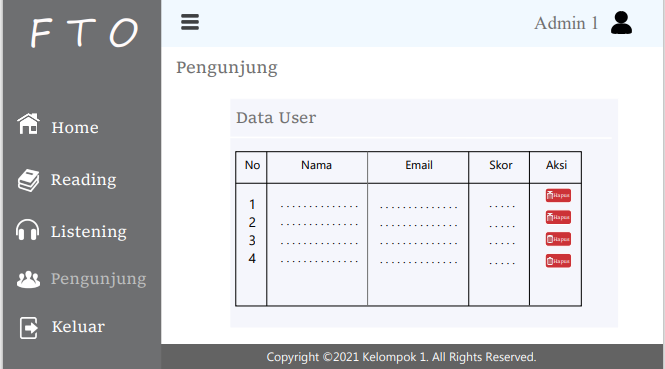 F T O
Admin 1
Home
Reading
Listening
Pengunjung
Keluar
Pengunjung
Data User
No Nama Email Skor Aksi
1 ............. ............. ..... Hapus
2 ............. ............. ..... Hapus
3 ............. ............. ..... Hapus
4 ............. ............. ..... Hapus
Copyright ©2021 Kelompok 1. All Rights Reserved.